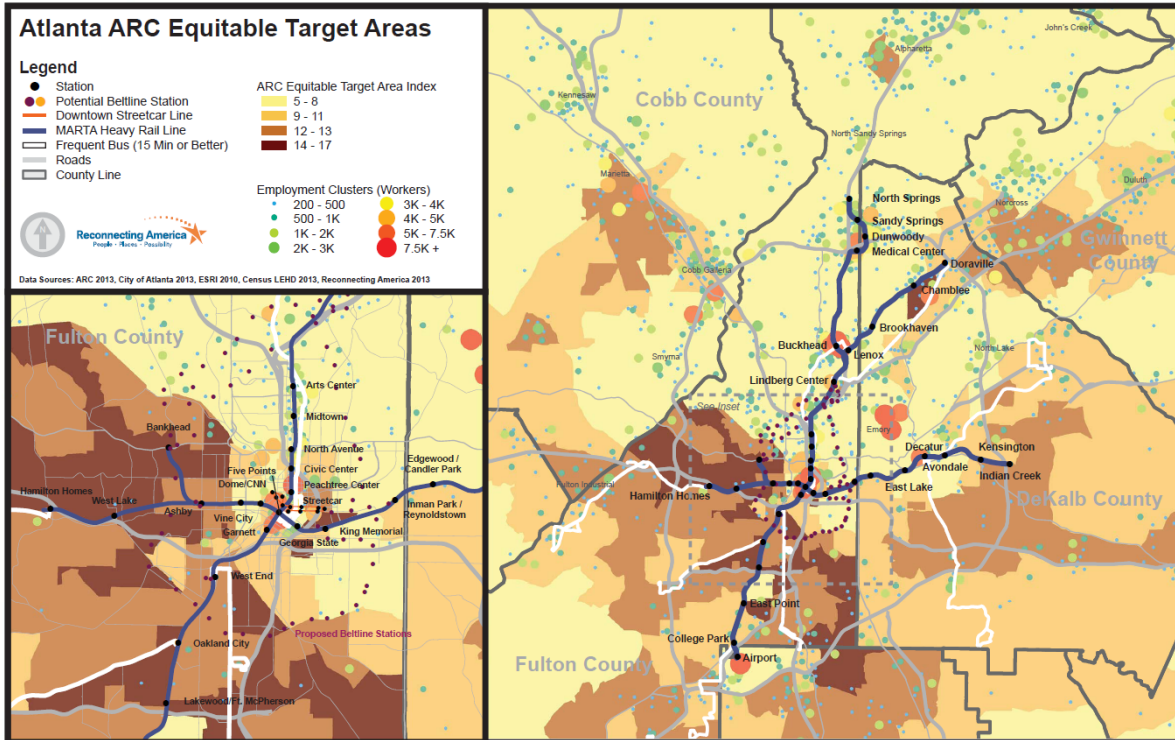 Atlanta ARC Equitable Target Areas
Legend
Station
Potential Beltline Station
Downtown Streetcar Line
MARTA Heavy Rail Line
Frequent Bus (15 Min or Better)
Roads
County Line
ARC Equitable Target Area Index
5 - 8
9 - 11
12 - 13
14 - 17
Employment Clusters (Workers)
200 - 500
500 - 1K
1K - 2K
2K - 3K
3K - 4K
4K - 5K
5K - 7.5K
7.5K +
N
Reconnecting America
People · Places · Possibility
Data Sources: ARC 2013, City of Atlanta 2013, ESRI 2010, Census LEHD 2013, Reconnecting America 2013
Fulton County
Arts Center
Midtown
Bankhead
North Avenue
Five Points
Civic Center
Dome/CNN
Peachtree Center
Edgewood /
Candler Park
Hamilton Homes
West Lake
Streetcar
Ashby
Vine City
Inman Park /
Reynoldstown
Garnett
King Memorial
Georgia State
West End
Proposed Beltline Stations
Oakland City
Lakewood/Ft. McPherson
John's Creek
Alpharetta
Kennesaw
Cobb County
North Sandy Springs
Marietta
Duluth
North Springs
Norcross
Sandy Springs
Dunwoody
Gwinnett
County
Medical Center
Doraville
Cobb Galleria
Chamblee
Brookhaven
Buckhead
Lenox
North Lake
Smyrna
Lindberg Center
See Inset
Emory
Decatur
Kensington
Avondale
Indian Creek
Fulton Industrial
Hamilton Homes
East Lake
DeKalb County
East Point
College Park
Airport
Fulton County